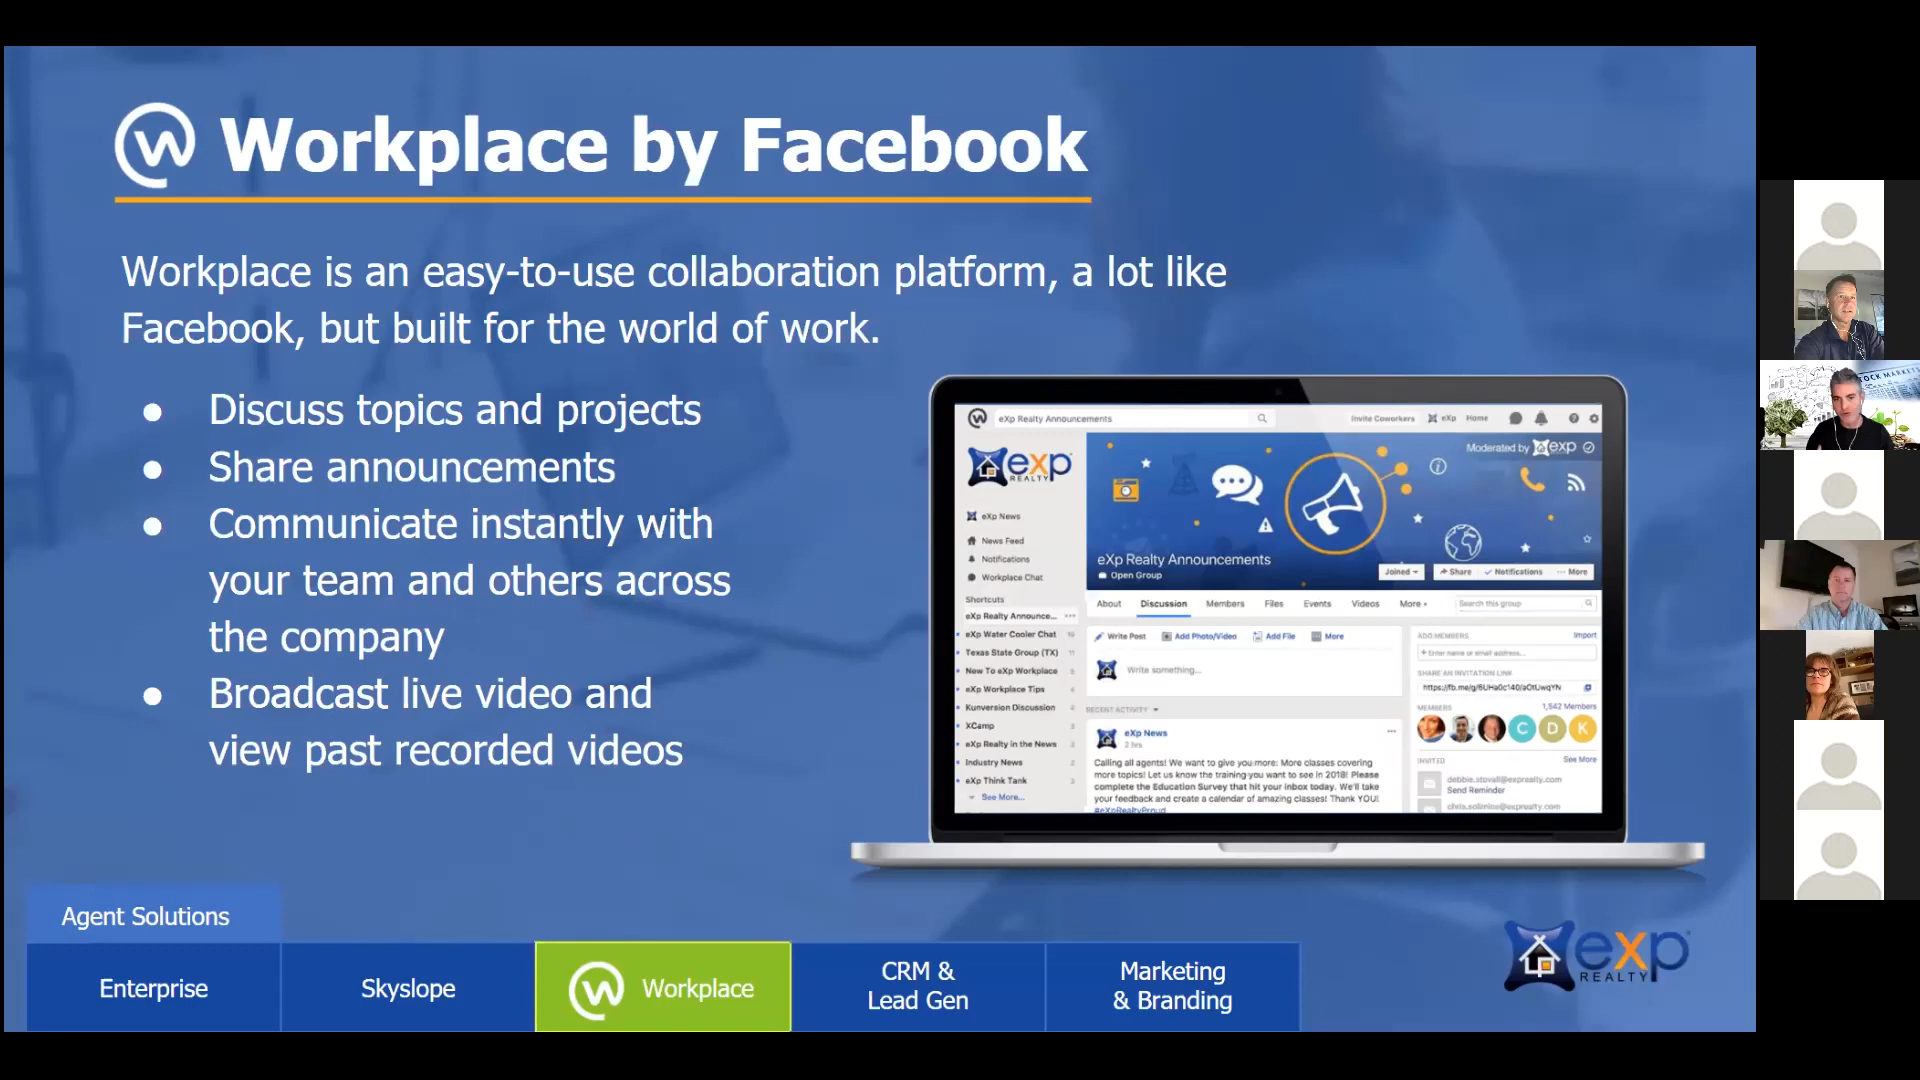 Workplace by Facebook
Workplace is an easy-to-use collaboration platform, a lot like
Facebook, but built for the world of work.
● Discuss topics and projects
● Share announcements
● Communicate instantly with
your team and others across
the company
● Broadcast live video and
view past recorded videos
eXp Realty Announcements
Invite Coworkers
eXp
Home
exp
REALTY
eXp News
News Feed
Notifications
Workplace Chat
Shortcuts
eXp Realty Announce...
eXp Water Cooler Chat 19
Texas State Group (TX) 11
New To eXp Workplace
eXp Workplace Tips 4
Kunversion Discussion 4
XCamp 3
eXp Realty in the News
Industry News 2
eXp Think Tank
See More...
Moderated by exp
eXp Realty Announcements
Open Group
Joined
Share
Notifications
More
About
Discussion
Members
Files
Events
Videos
More
Search this group
Write Post
Add Photo/Video
Add File
More
Write something...
RECENT ACTIVITY
eXp News
2 hrs
Calling all agents! We want to give you more: More classes covering
more topics! Let us know the training you want to see in 2018! Please
complete the Education Survey that hit your inbox today. We'll take
your feedback and create a calendar of amazing classes! Thank YOU!
#eXpRealtyProud
ADD MEMBERS
Import
+ Enter name or email address...
SHARE AN INVITATION LINK
MEMBERS
1,542 Members
C
D
K
INVITED
See More
debbie.stovall@exprealty.com
Send Reminder
STOCK MARKET
Agent Solutions
Enterprise
Skyslope
Workplace
CRM &
Lead Gen
Marketing
& Branding
exp
REALTY